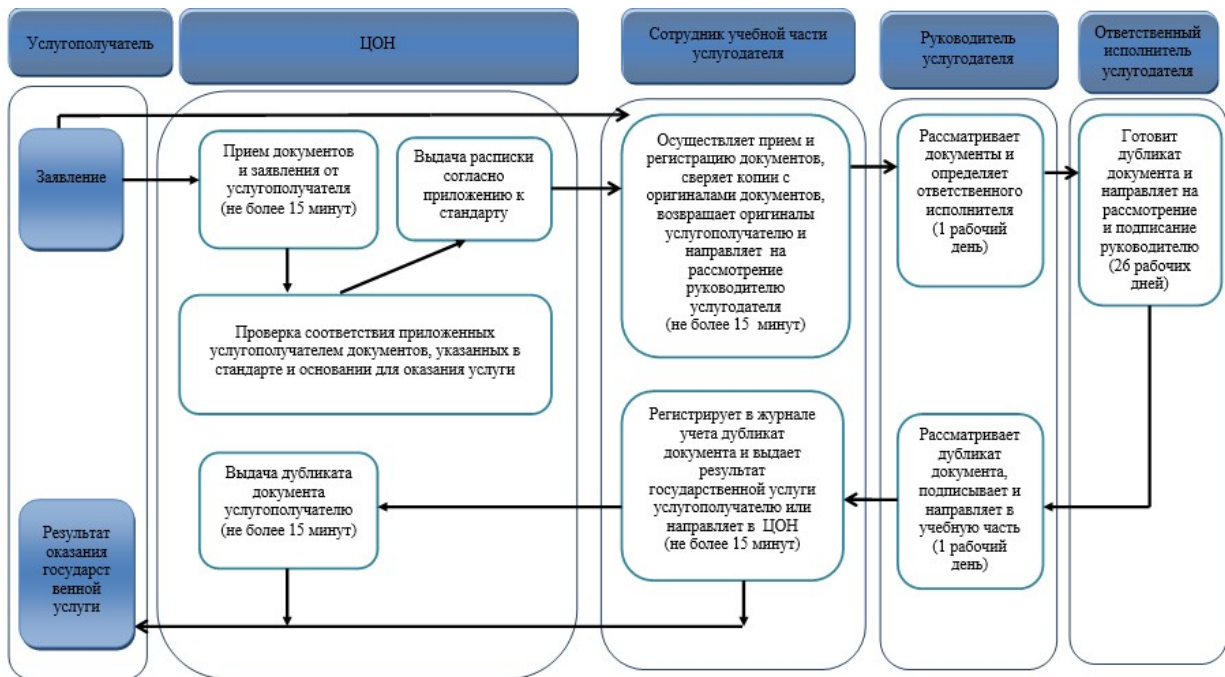 Услугополучатель
ЦОН
Сотрудник учебной части
услугодателя
Руководитель
услугодателя
Ответственный
исполнитель
услугодателя
Заявление
Прием документов
и заявления от
услугополучателя
(не более 15 минут)
Выдача расписки
согласно
приложению к
стандарту
Проверка соответствия приложенных
услугополучателем документов, указанных в
стандарте и основании для оказания услуги
Осуществляет прием и
регистрацию документов,
сверяет копии с
оригиналами документов,
возвращает оригиналы
услугополучателю и
направляет на
рассмотрение
руководителю
услугодателя
(не более 15 минут)
Рассматривает
документы и
определяет
ответственного
исполнителя
(1 рабочий
день)
Готовит
дубликат
документа и
направляет на
рассмотрение
и подписание
руководителю
(26 рабочих
дней)
Рассматривает
дубликат
документа,
подписывает и
направляет в
учебную часть
(1 рабочий
день)
Регистрирует в журнале
учета дубликат
документа и выдает
результат
государственной услуги
услугополучателю или
направляет в ЦОН
(не более 15 минут)
Выдача дубликата
документа
услугополучателю
(не более 15 минут)
Результат
оказания
государст
венной
услуги